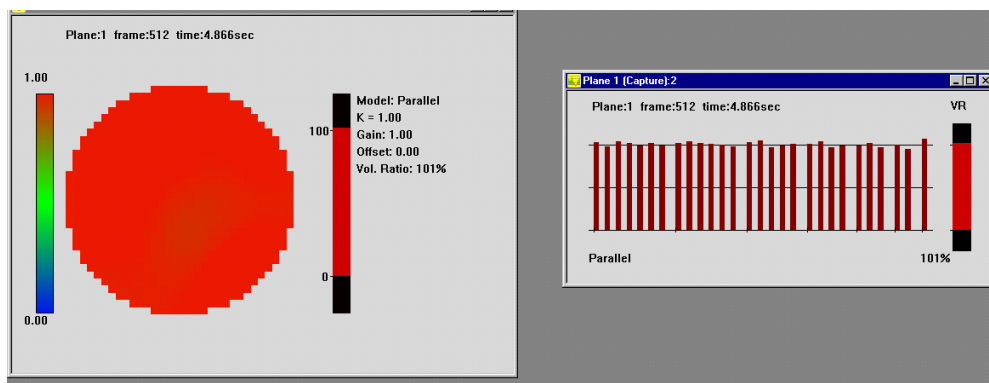 Plane:1 frame:512 time:4.866sec
1.00
0.00
100
0
Model: Parallel
K = 1.00
Gain: 1.00
Offset: 0.00
Vol. Ratio: 101%
Plane 1 (Capture):2
Plane:1 frame:512 time:4.866sec
VR
Parallel
101%